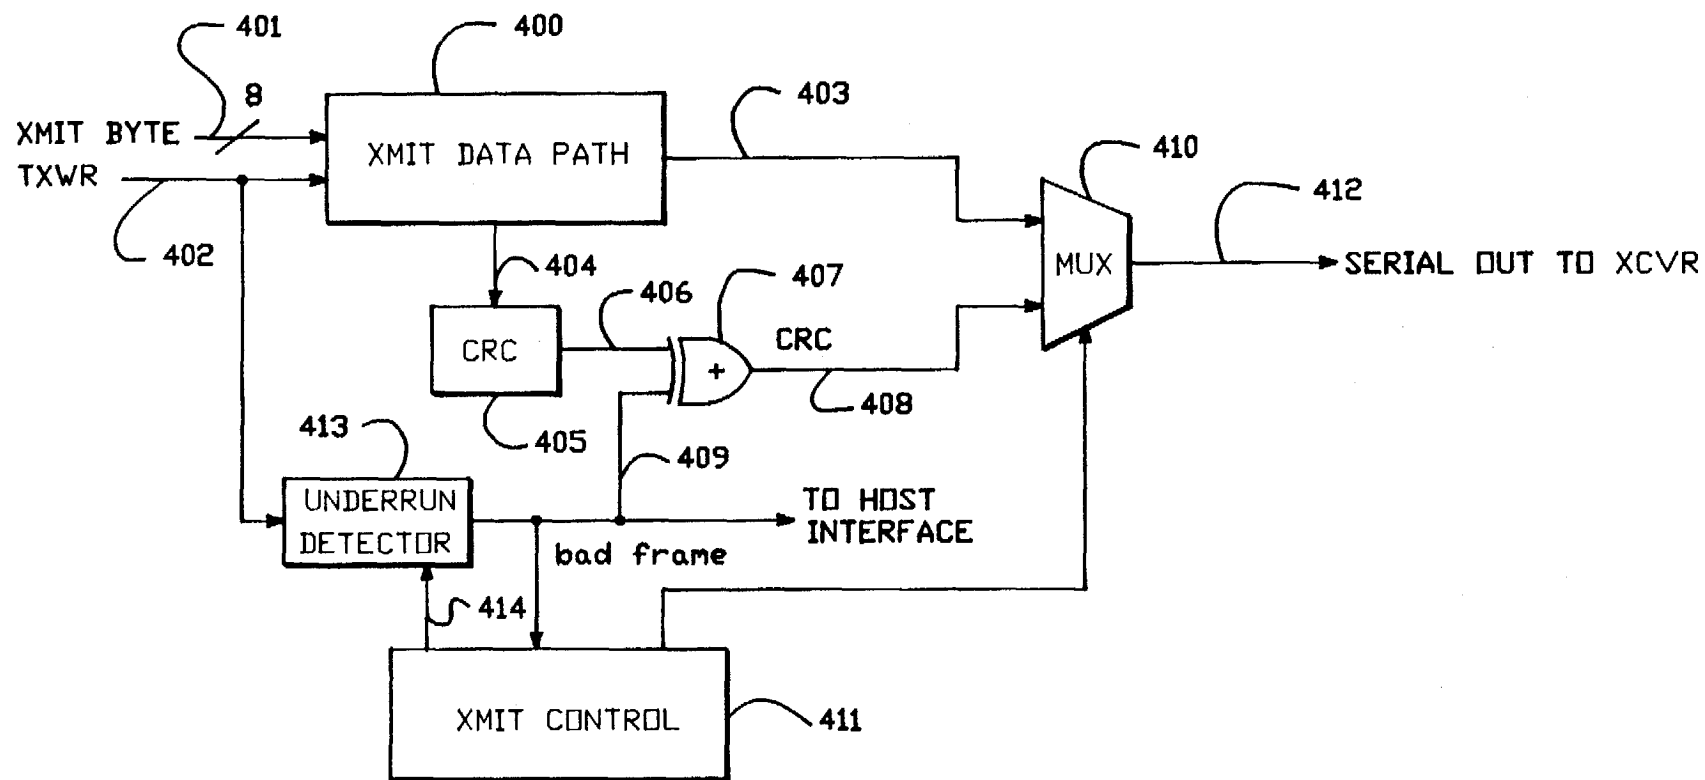 401
400
8
XMIT BYTE
TXWR
402
XMIT DATA PATH
403
410
412
MUX
SERIAL OUT TO XCVR
404
406
407
CRC
CRC
405
408
409
413
UNDERRUN
DETECTOR
bad frame
TO HOST
INTERFACE
414
XMIT CONTROL
411
+